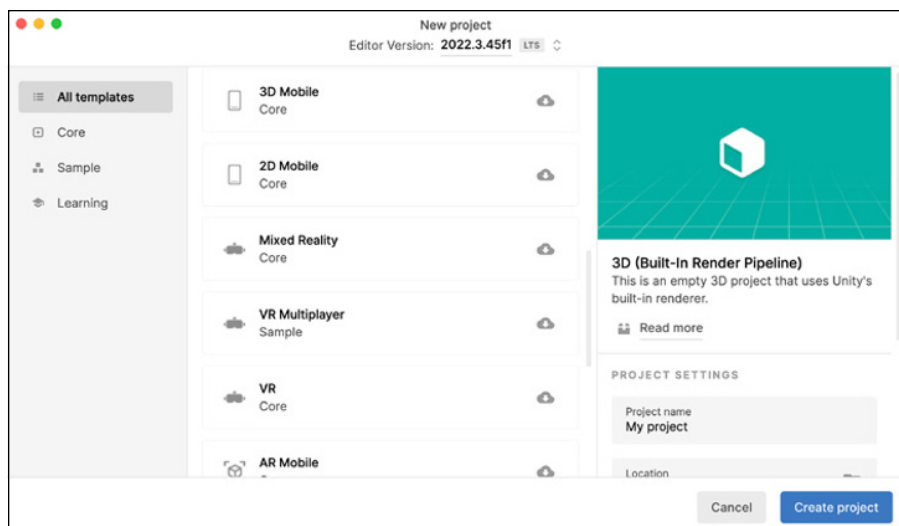 New project
Editor Version: 2022.3.45f1 LTS
All templates
Core
Sample
Learning
3D Mobile
Core
2D Mobile
Core
Mixed Reality
Core
VR Multiplayer
Sample
VR
Core
AR Mobile
3D (Built-In Render Pipeline)
This is an empty 3D project that uses Unity's
built-in renderer.
Read more
PROJECT SETTINGS
Project name
My project
Location
Cancel
Create project